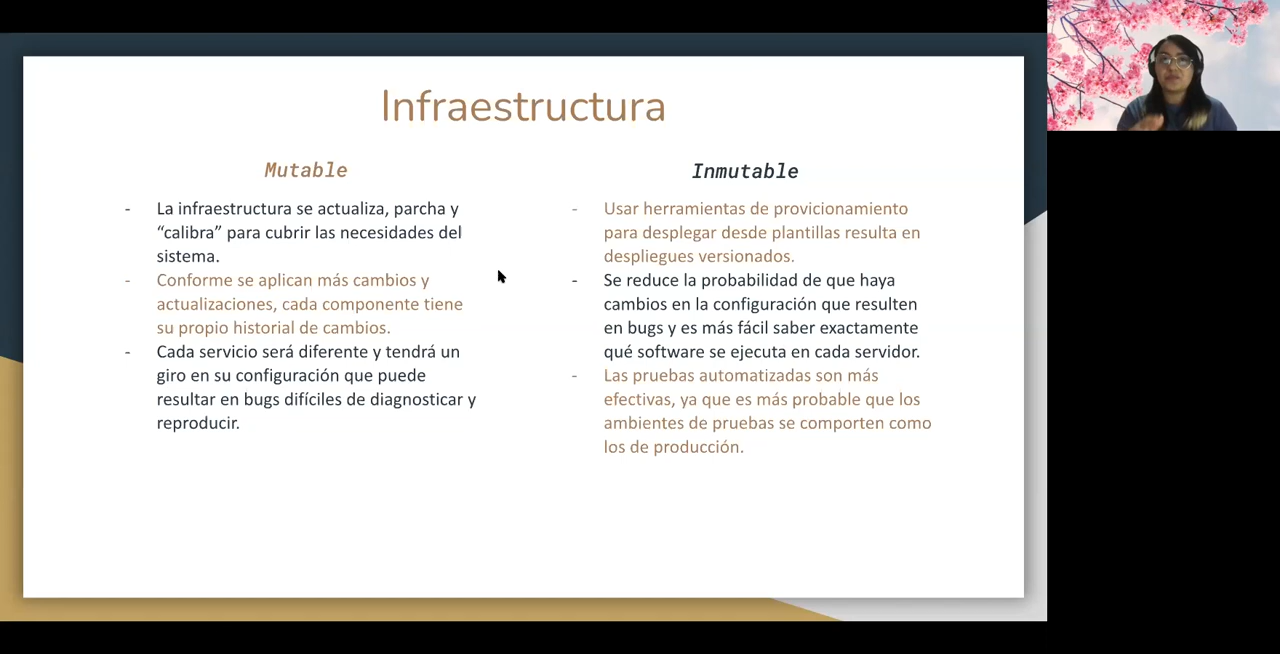 Infraestructura
Mutable
- La infraestructura se actualiza, parcha y
“calibra” para cubrir las necesidades del
sistema.
- Conforme se aplican más cambios y
actualizaciones, cada componente tiene
su propio historial de cambios.
- Cada servicio será diferente y tendrá un
giro en su configuración que puede
resultar en bugs difíciles de diagnosticar y
reproducir.
Inmutable
- Usar herramientas de provicionamiento
para desplegar desde plantillas resulta en
despliegues versionados.
- Se reduce la probabilidad de que haya
cambios en la configuración que resulten
en bugs y es más fácil saber exactamente
qué software se ejecuta en cada servidor.
- Las pruebas automatizadas son más
efectivas, ya que es más probable que los
ambientes de pruebas se comporten como
los de producción.